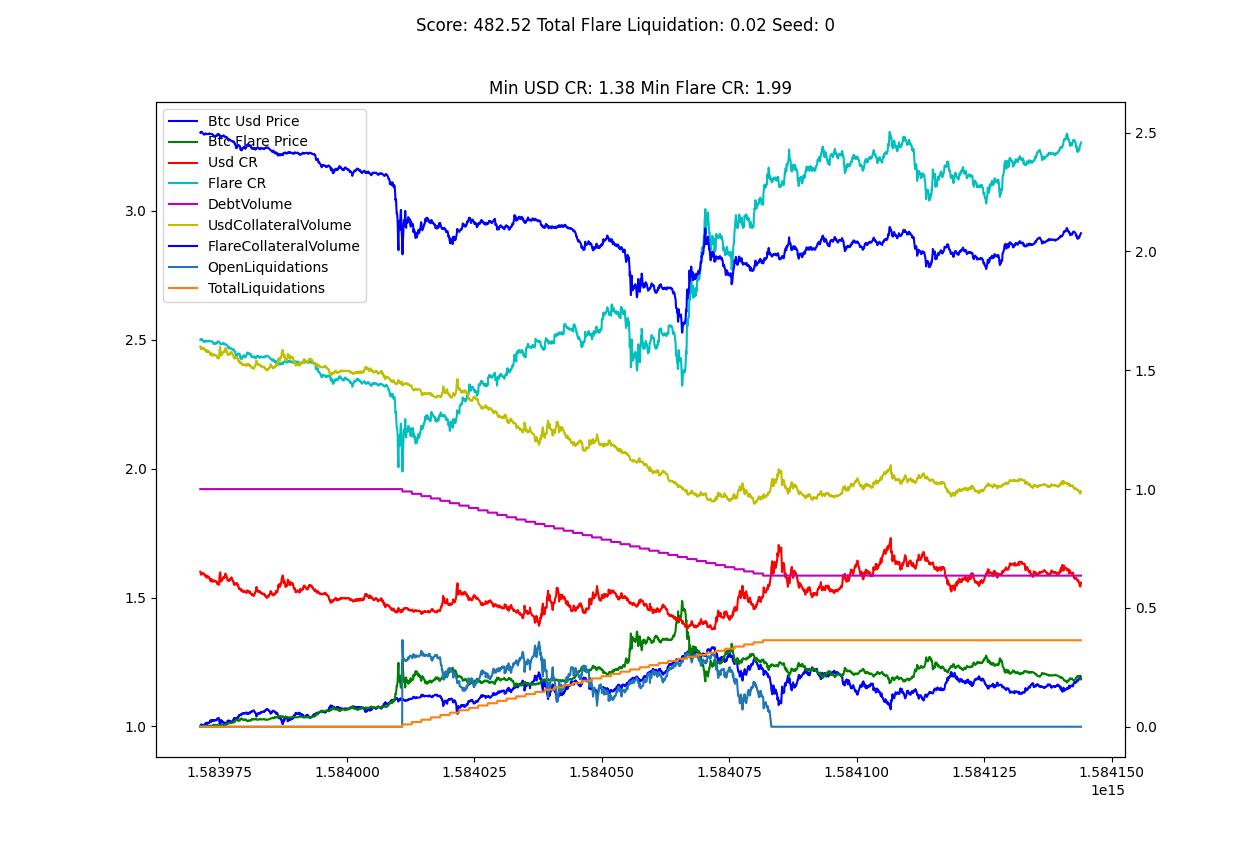 Score: 482.52 Total Flare Liquidation: 0.02 Seed: 0
Min USD CR: 1.38 Min Flare CR: 1.99
Btc Usd Price
Btc Flare Price
Usd CR
Flare CR
DebtVolume
UsdCollateralVolume
FlareCollateralVolume
OpenLiquidations
TotalLiquidations
3.0
2.5
2.0
1.5
1.0
2.5
2.0
1.5
1.0
0.5
0.0
1.583975 1.584000 1.584025 1.584050 1.584075 1.584100 1.584125 1.584150
1e15